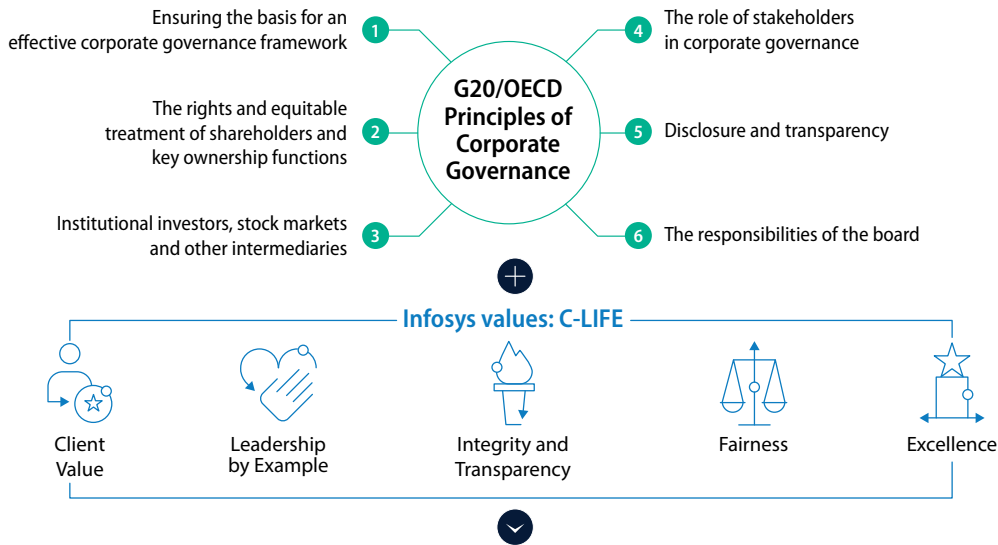 Ensuring the basis for an
effective corporate governance framework
1
The rights and equitable
treatment of shareholders and
key ownership functions
2
Institutional investors, stock markets
and other intermediaries
3
G20/OECD
Principles of
Corporate
Governance
4
The role of stakeholders
in corporate governance
5
Disclosure and transparency
6
The responsibilities of the board
Infosys values: C-LIFE
Client
Value
Leadership
by Example
Integrity and
Transparency
Fairness
Excellence